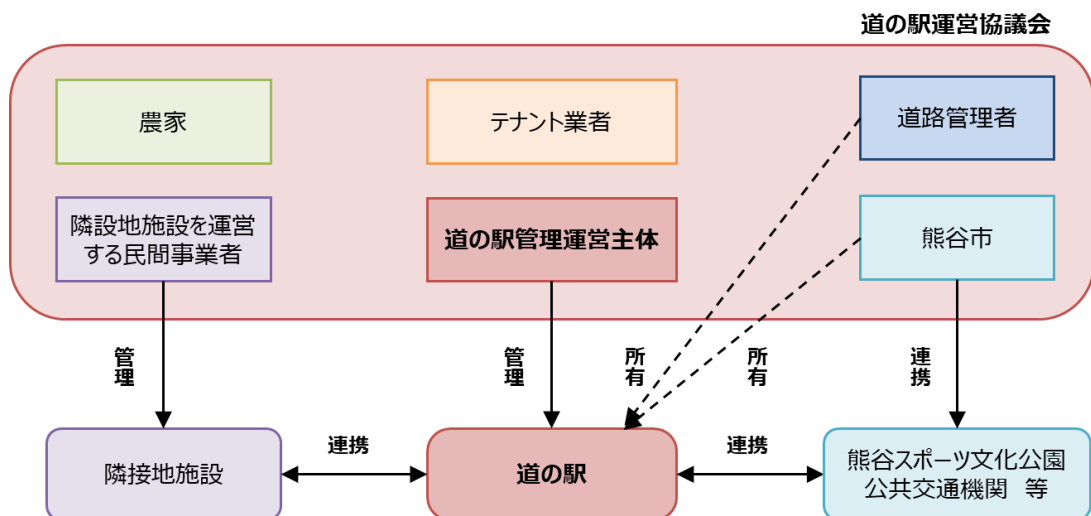 道の駅運営協議会
農家
テナント業者
道路管理者
隣設地施設を運営
する民間事業者
道の駅管理運営主体
熊谷市
管理
管理
所有
所有
連携
隣接地施設
連携
道の駅
連携
熊谷スポーツ文化公園
公共交通機関　等